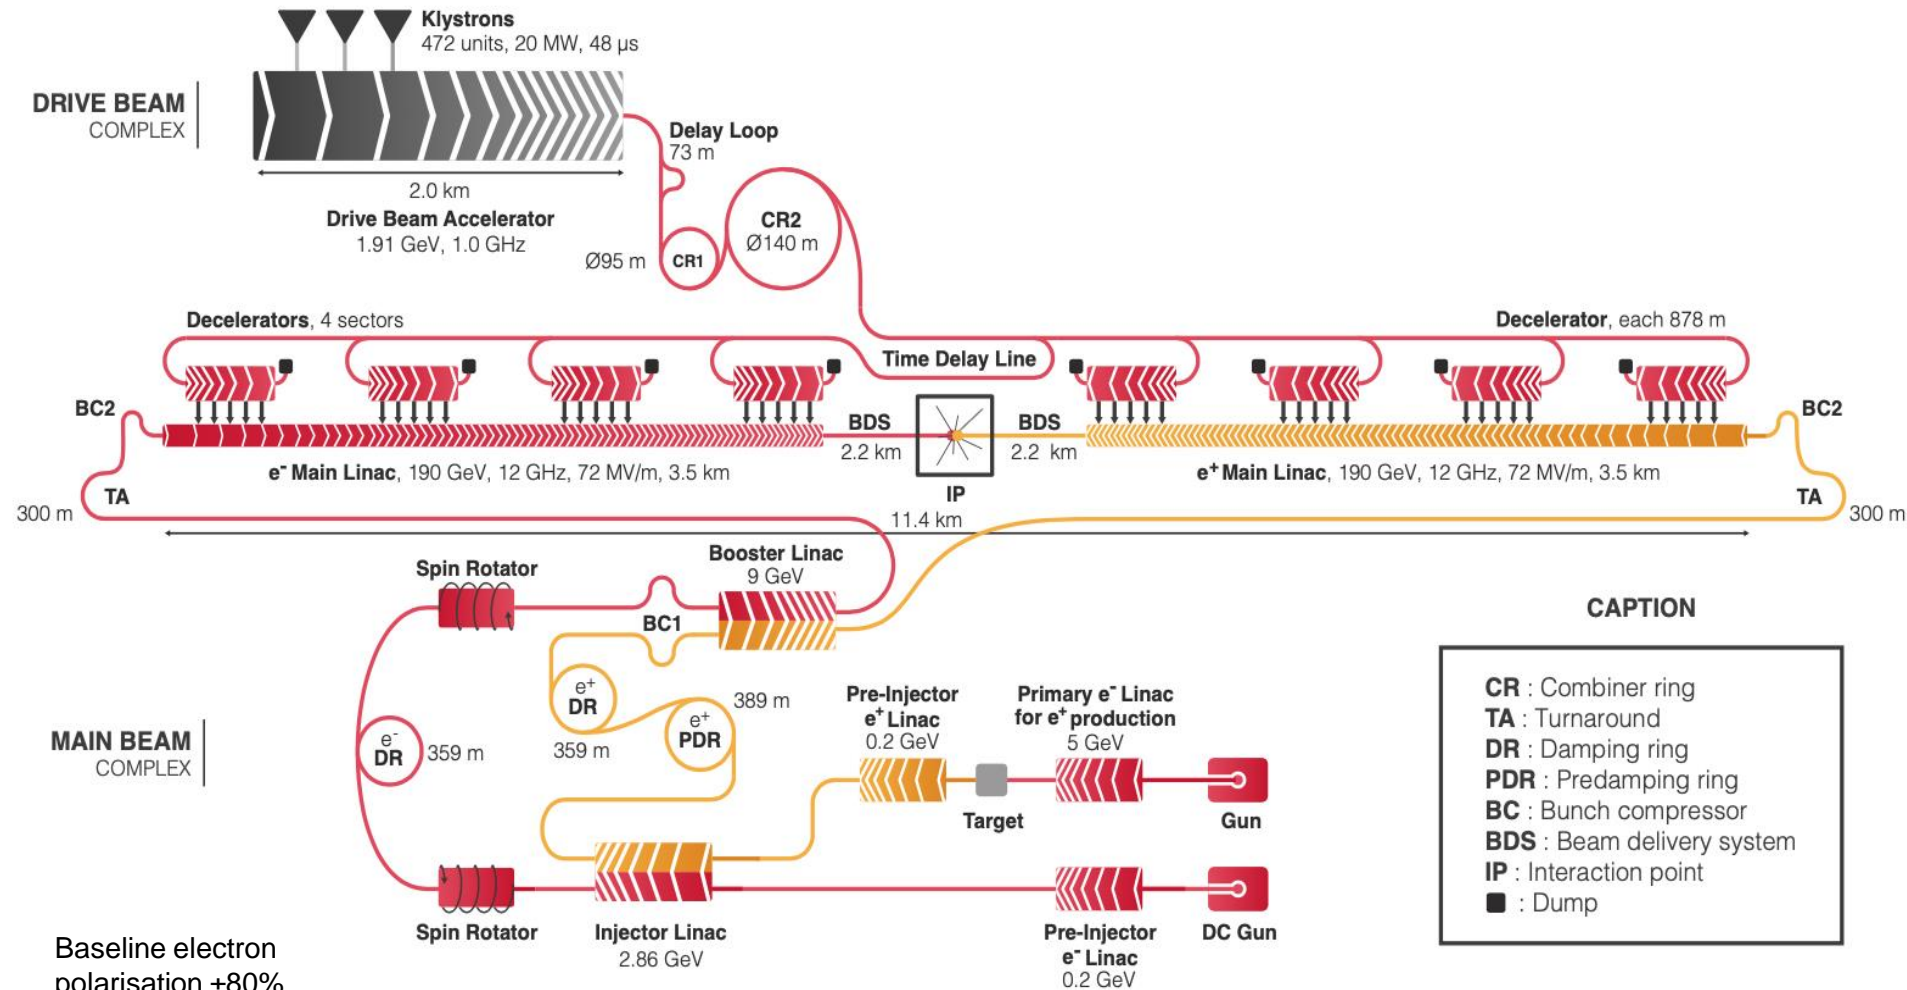 Klystrons
472 units, 20 MW, 48 µs
DRIVE BEAM
COMPLEX
Delay Loop
73 m
2.0 km
Drive Beam Accelerator
1.91 GeV, 1.0 GHz
CR2
Ø140 m
Ø95 m
CR1
Decelerators, 4 sectors
Decelerator, each 878 m
Time Delay Line
BC2
BC2
BDS
BDS
2.2 km
2.2 km
e- Main Linac, 190 GeV, 12 GHz, 72 MV/m, 3.5 km
e+ Main Linac, 190 GeV, 12 GHz, 72 MV/m, 3.5 km
IP
TA
TA
300 m
300 m
11.4 km
Booster Linac
9 GeV
Spin Rotator
BC1
CAPTION
CR : Combiner ring
TA : Turnaround
DR : Damping ring
PDR : Predamping ring
BC : Bunch compressor
BDS : Beam delivery system
IP : Interaction point
: Dump
e+
DR
359 m
389 m
e+
PDR
Pre-Injector
e+ Linac
0.2 GeV
Primary e- Linac
for e+ production
5 GeV
MAIN BEAM
COMPLEX
e-
DR
359 m
Target
Gun
Spin Rotator
Injector Linac
2.86 GeV
Pre-Injector
e- Linac
0.2 GeV
DC Gun
Baseline electron
polarisation ±80%